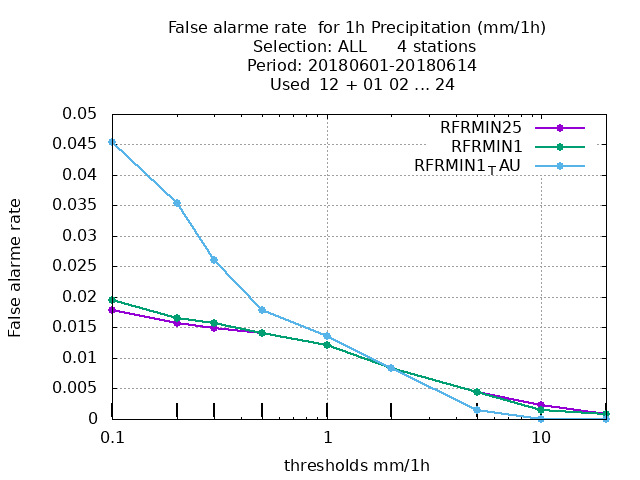 False alarme rate  for 1h Precipitation (mm/1h)
Selection: ALL      4 stations
Period: 20180601-20180614
Used  12 + 01 02 ... 24
RFRMIN25
RFRMIN1
RFRMIN1TAU
0.05
0.045
0.04
0.035
0.03
0.025
0.02
0.015
0.01
0.005
0
False alarme rate
0.1
1
10
thresholds mm/1h